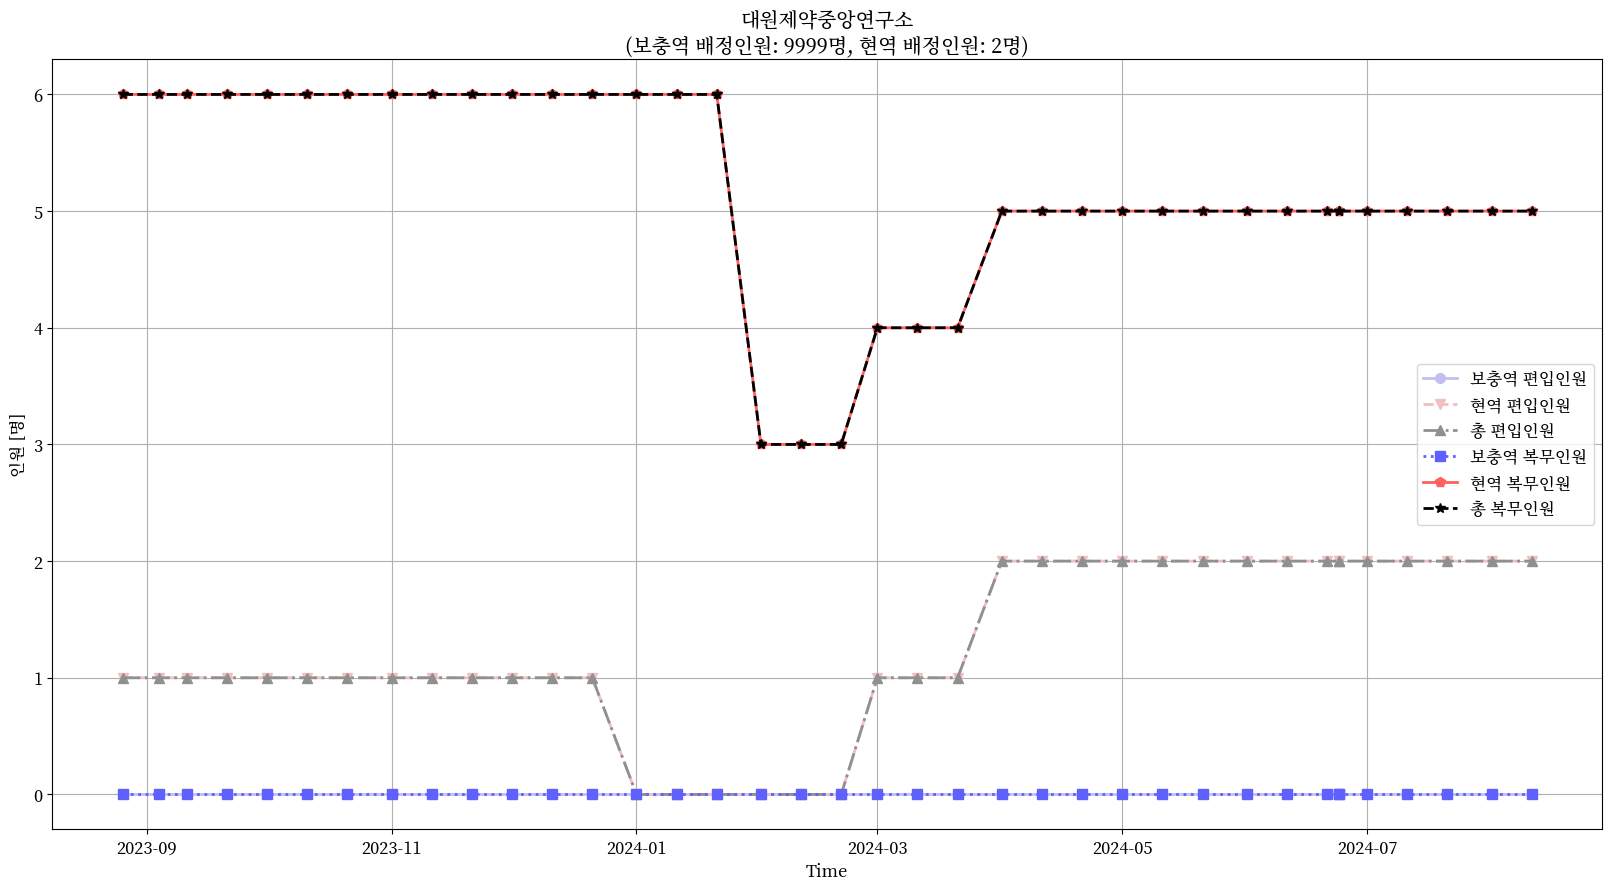 대원제약중앙연구소
(보충역 배정인원: 9999명, 현역 배정인원: 2명)
인원 [명]
6
5
4
3
2
1
0
보충역 편입인원
현역 편입인원
총 편입인원
보충역 복무인원
현역 복무인원
총 복무인원
2023-09
2023-11
2024-01
2024-03
2024-05
2024-07
Time